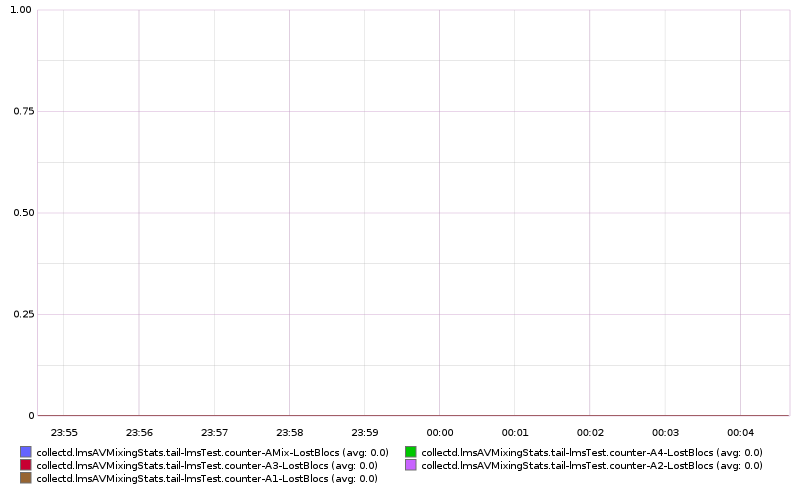 1.00
0.75
0.50
0.25
0
23:55 23:56 23:57 23:58 23:59 00:00 00:01 00:02 00:03 00:04
collectd.lmsAVMixingStats.tail-lmsTest.counter-AMix-LostBlocs (avg: 0.0) collectd.lmsAVMixingStats.tail-lmsTest.counter-A4-LostBlocs (avg: 0.0)
collectd.lmsAVMixingStats.tail-lmsTest.counter-A3-LostBlocs (avg: 0.0) collectd.lmsAVMixingStats.tail-lmsTest.counter-A2-LostBlocs (avg: 0.0)
collectd.lmsAVMixingStats.tail-lmsTest.counter-A1-LostBlocs (avg: 0.0)